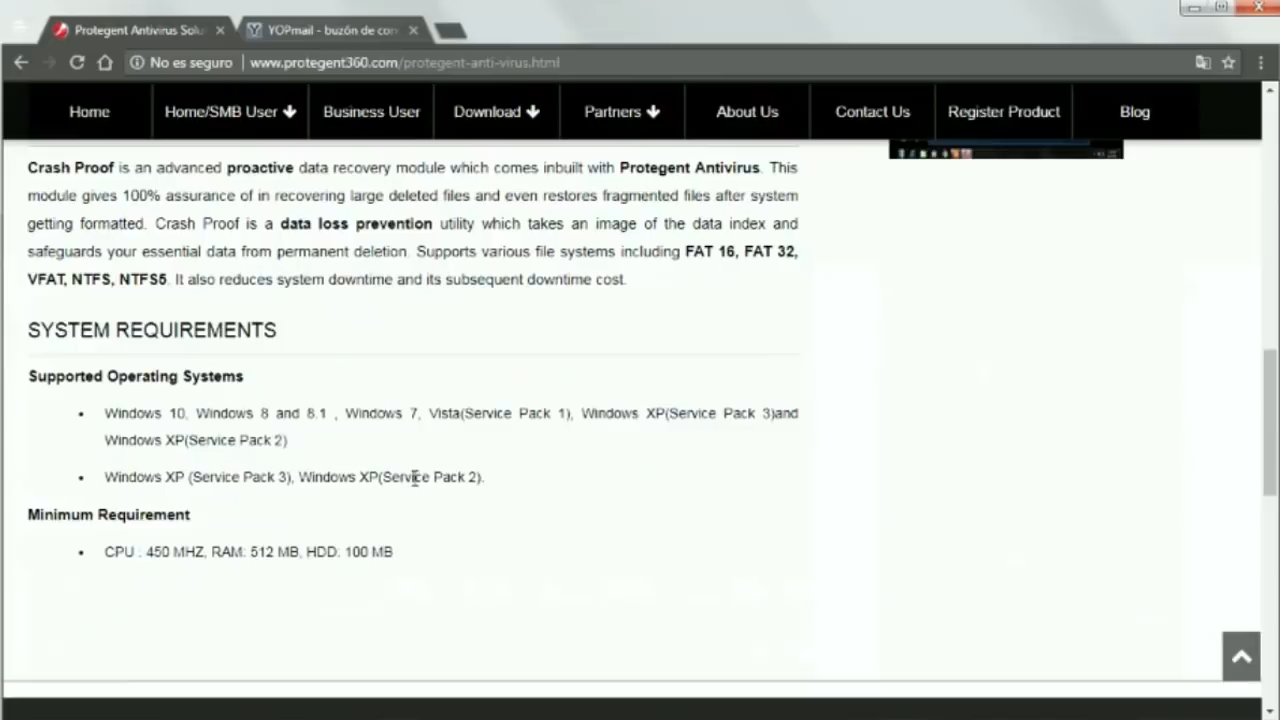 Protegent Antivirus Solu
YOPmail - buzón de cor
No es seguro | www.protegent360.com/protegent-anti-virus.html
Home
Home/SMB User
Business User
Download
Partners
About Us
Contact Us
Register Product
Blog
Crash Proof is an advanced proactive data recovery module which comes inbuilt with Protegent Antivirus. This
module gives 100% assurance of in recovering large deleted files and even restores fragmented files after system
getting formatted. Crash Proof is a data loss prevention utility which takes an image of the data index and
safeguards your essential data from permanent deletion. Supports various file systems including FAT 16, FAT 32,
VFAT, NTFS, NTFS5. It also reduces system downtime and its subsequent downtime cost.
SYSTEM REQUIREMENTS
Supported Operating Systems
• Windows 10, Windows 8 and 8.1 , Windows 7, Vista(Service Pack 1), Windows XP(Service Pack 3)and
Windows XP(Service Pack 2)
• Windows XP (Service Pack 3), Windows XP(Service Pack 2).
Minimum Requirement
• CPU : 450 MHZ, RAM: 512 MB, HDD: 100 MB